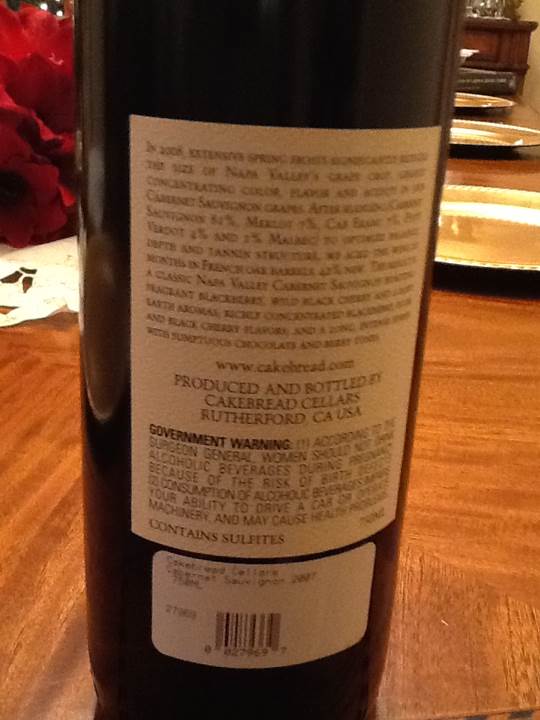 IN 2008, EXTENSIVE SPRING FROSTS SIGNIFICANTLY REDUCED
THE SIZE OF NAPA VALLEY'S GRAPE CROP, GREATLY
CONCENTRATING COLOR, FLAVOR AND BODY IN OUR
CABERNET SAUVIGNON GRAPES. AFTER BLENDING CABERNET
SAUVIGNON 81%, MERLOT 7%, CAB FRANC 7%, PETIT
VERDOT 4% AND 1% MALBEC TO OPTIMIZE
DEPTH AND TANNIN STRUCTURE, WE AGED THE WINE
MONTHS IN FRENCH OAK BARRELS, 42% NEW.
A CLASSIC NAPA VALLEY CABERNET SAUVIGNON
FRAGRANT BLACKBERRY, WILD BLACK CHERRY AND
EARTH AROMAS; RICHLY CONCENTRATED BLACKBERRY
AND BLACK CHERRY FLAVORS; AND A LONG, INTENSE FINISH
WITH SUMPTUOUS CHOCOLATE AND BERRY TONES.
www.cakebread.com
PRODUCED AND BOTTLED BY
CAKEBREAD CELLARS
RUTHERFORD CA USA
GOVERNMENT WARNING: (1) ACCORDING TO THE
SURGEON GENERAL, WOMEN SHOULD NOT DRINK
ALCOHOLIC BEVERAGES DURING PREGNANCY
BECAUSE OF THE RISK OF BIRTH DEFECTS.
(2) CONSUMPTION OF ALCOHOLIC BEVERAGES IMPAIRS
YOUR ABILITY TO DRIVE A CAR OR OPERATE
MACHINERY, AND MAY CAUSE HEALTH PROBLEMS.
CONTAINS SULFITES 750ML
Cakebread Cellars
Cabernet Sauvignon 2007
750ML
27969
0 027969 7